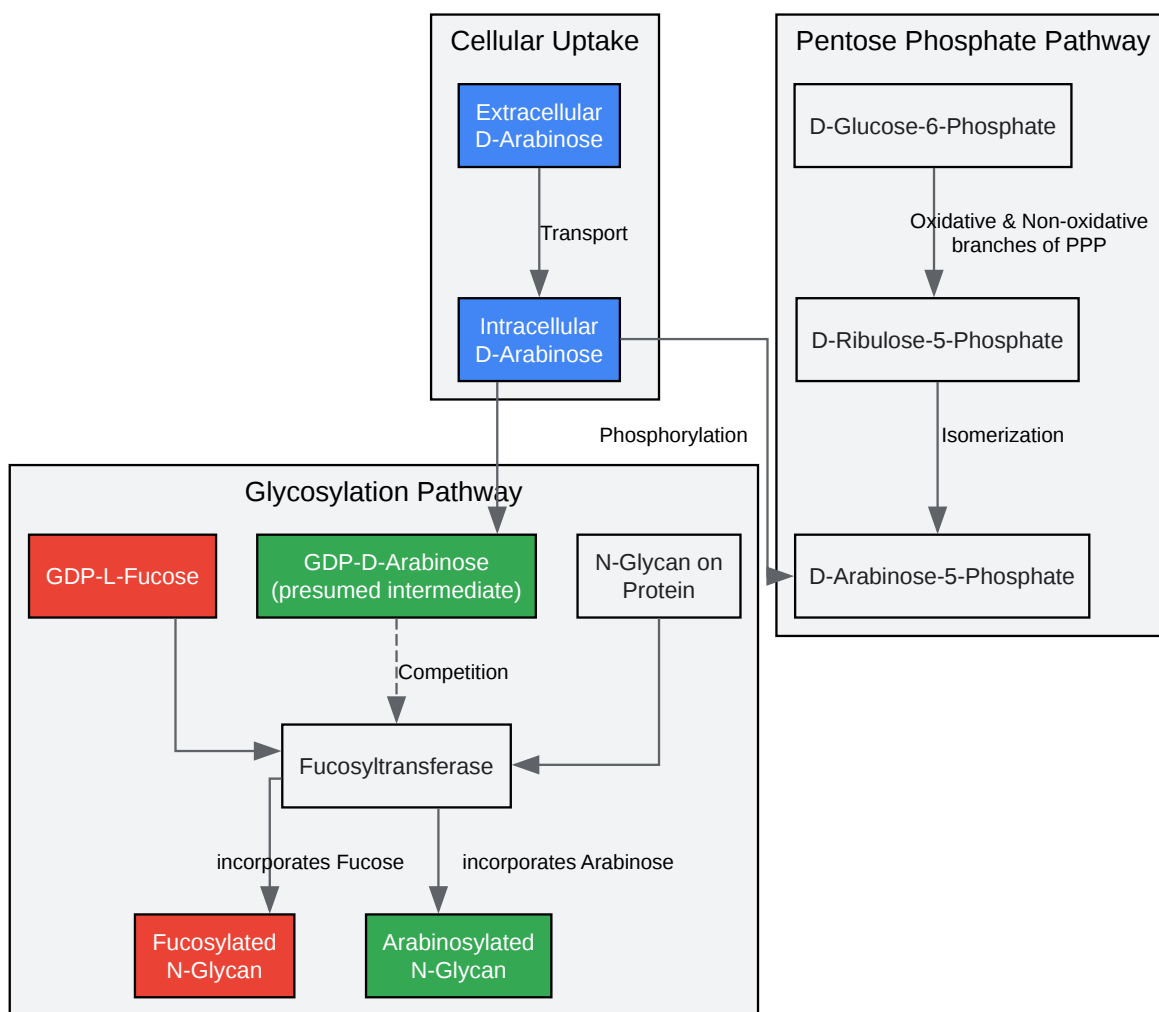 Cellular Uptake
Extracellular
D-Arabinose
Transport
Intracellular
D-Arabinose
Pentose Phosphate Pathway
D-Glucose-6-Phosphate
Oxidative & Non-oxidative
branches of PPP
D-Ribulose-5-Phosphate
Isomerization
D-Arabinose-5-Phosphate
Phosphorylation
Glycosylation Pathway
GDP-L-Fucose
GDP-D-Arabinose
(presumed intermediate)
N-Glycan on
Protein
Competition
Fucosyltransferase
incorporates Fucose
incorporates Arabinose
Fucosylated
N-Glycan
Arabinosylated
N-Glycan